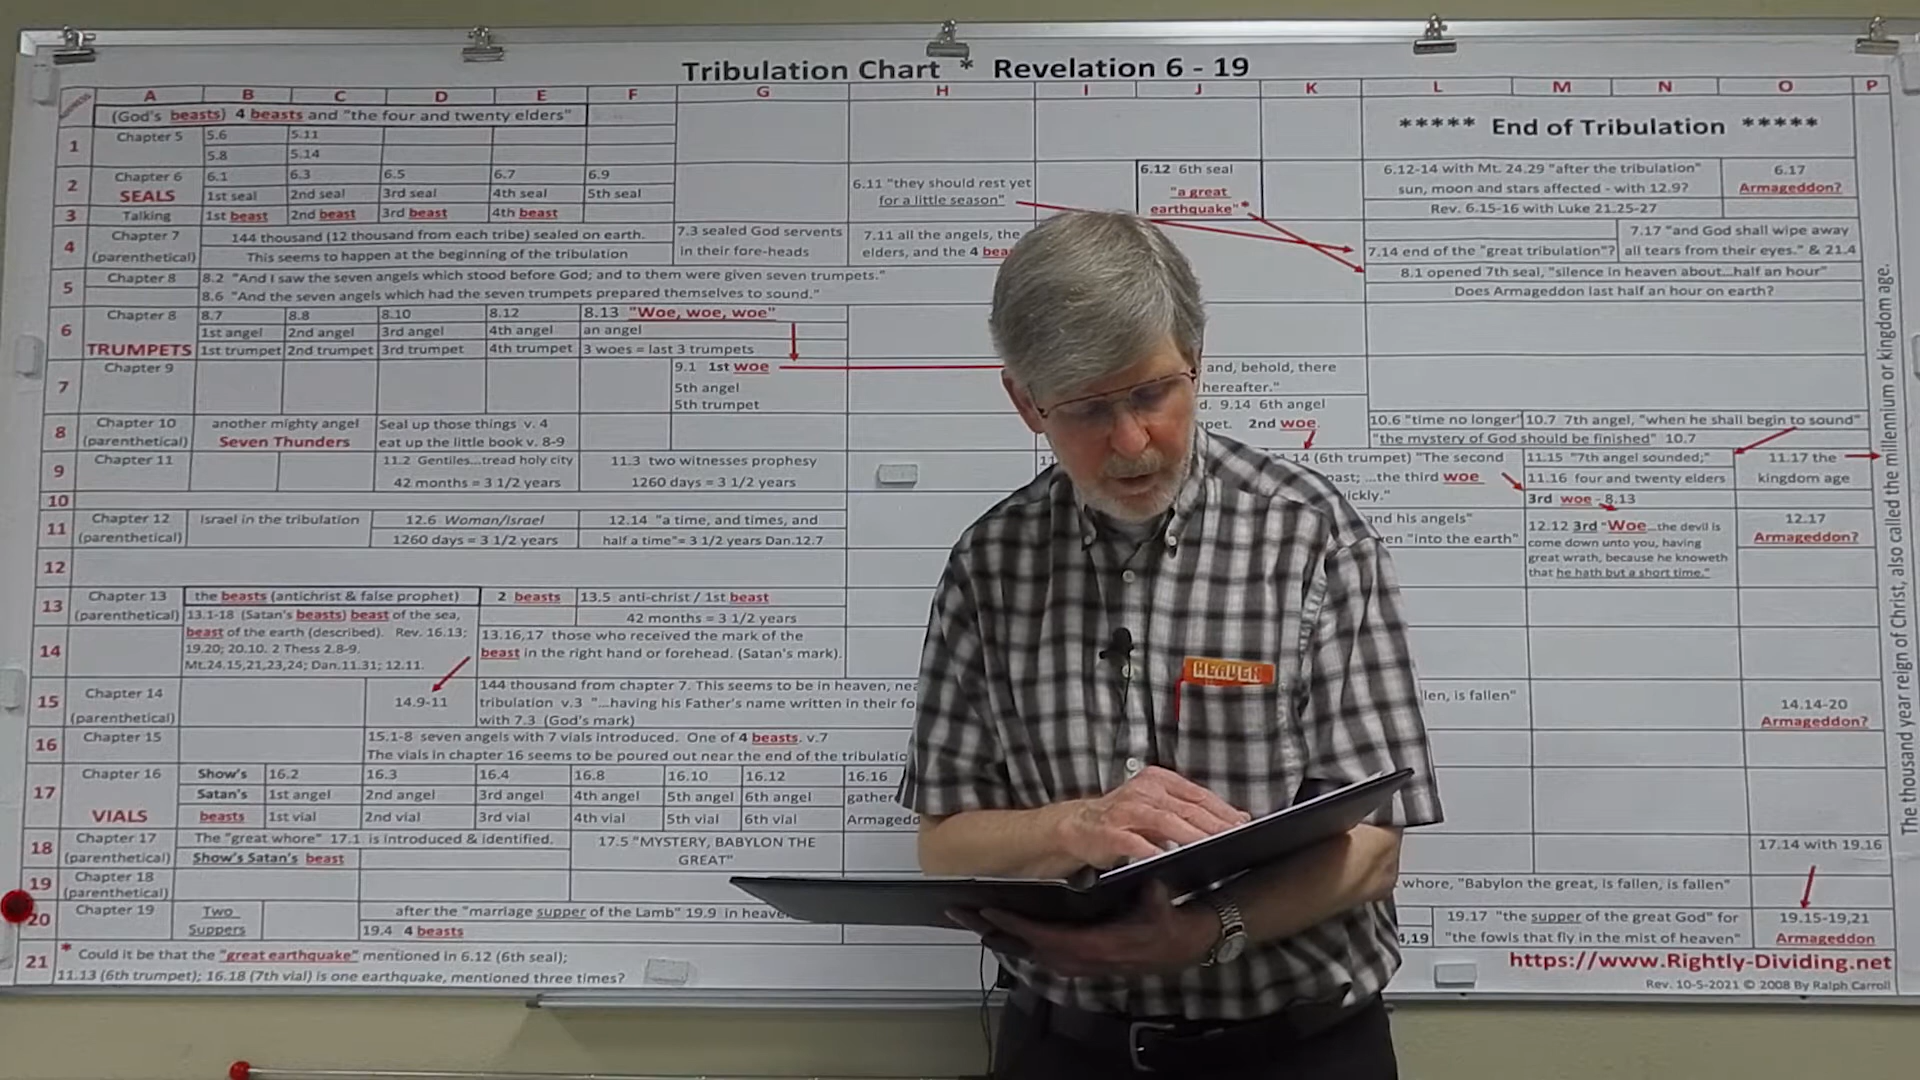 Tribulation Chart * Revelation 6 - 19
A B C D E F G H I J K L M N O P
(God's beasts) 4 beasts and "the four and twenty elders"
***** End of Tribulation *****
1 Chapter 5 5.6 5.11
5.8 5.14
2 Chapter 6 6.1 6.3 6.5 6.7 6.9
SEALS 1st seal 2nd seal 3rd seal 4th seal 5th seal
6.11 "they should rest yet
for a little season"
6.12 6th seal
"a great
earthquake"*
6.12-14 with Mt. 24.29 "after the tribulation"
sun, moon and stars affected - with 12.9?
6.17
Armageddon?
3 Talking 1st beast 2nd beast 3rd beast 4th beast
Rev. 6.15-16 with Luke 21.25-27
4 Chapter 7
(parenthetical)
144 thousand (12 thousand from each tribe) sealed on earth.
This seems to happen at the beginning of the tribulation
7.3 sealed God servents
in their fore-heads
7.11 all the angels, the
elders, and the 4 bea
7.17 "and God shall wipe away
7.14 end of the "great tribulation"? all tears from their eyes." & 21.4
5 Chapter 8 8.2 "And I saw the seven angels which stood before God; and to them were given seven trumpets."
8.6 "And the seven angels which had the seven trumpets prepared themselves to sound."
8.1 opened 7th seal, "silence in heaven about...half an hour"
Does Armageddon last half an hour on earth?
6 Chapter 8 8.7 8.8 8.10 8.12 8.13 "Woe, woe, woe"
1st angel 2nd angel 3rd angel 4th angel an angel
TRUMPETS 1st trumpet 2nd trumpet 3rd trumpet 4th trumpet 3 woes = last 3 trumpets
7 Chapter 9 9.1 1st woe
5th angel
5th trumpet
and, behold, there
hereafter."
9.14 6th angel
2nd woe.
8 Chapter 10
(parenthetical)
another mighty angel
Seven Thunders
Seal up those things v. 4
eat up the little book v. 8-9
10.6 "time no longer" 10.7 7th angel, "when he shall begin to sound"
"the mystery of God should be finished" 10.7
9 Chapter 11 11.2 Gentiles...tread holy city
42 months = 3 1/2 years
11.3 two witnesses prophesy
1260 days = 3 1/2 years
14 (6th trumpet) "The second
past; ...the third woe
11.15 "7th angel sounded;"
11.16 four and twenty elders
11.17 the
kingdom age
10
3rd woe - 8.13
11 Chapter 12
(parenthetical)
Israel in the tribulation
12.6 Woman/Israel
1260 days = 3 1/2 years
12.14 "a time, and times, and
half a time"= 3 1/2 years Dan.12.7
and his angels"
"into the earth"
12.12 3rd "Woe...the devil is
come down unto you, having
great wrath, because he knoweth
that he hath but a short time."
12.17
Armageddon?
12
13 Chapter 13
(parenthetical)
the beasts (antichrist & false prophet) 2 beasts 13.5 anti-christ / 1st beast
42 months = 3 1/2 years
13.1-18 (Satan's beasts) beast of the sea,
beast of the earth (described). Rev. 16.13;
19.20; 20.10. 2 Thess 2.8-9.
Mt.24.15,21,23,24; Dan.11.31; 12.11.
14 13.16,17 those who received the mark of the
beast in the right hand or forehead. (Satan's mark).
15 Chapter 14
(parenthetical)
14.9-11
144 thousand from chapter 7. This seems to be in heaven, nea
tribulation v.3 "...having his Father's name written in their fo
with 7.3 (God's mark)
is fallen"
14.14-20
Armageddon?
16 Chapter 15 15.1-8 seven angels with 7 vials introduced. One of 4 beasts. v.7
The vials in chapter 16 seems to be poured out near the end of the tribulatio
17 Chapter 16 Show's 16.2 16.3 16.4 16.8 16.10 16.12 16.16
Satan's 1st angel 2nd angel 3rd angel 4th angel 5th angel 6th angel gather
VIALS beasts 1st vial 2nd vial 3rd vial 4th vial 5th vial 6th vial Armaged
18 Chapter 17
(parenthetical)
The "great whore" 17.1 is introduced & identified.
Show's Satan's beast
17.5 "MYSTERY, BABYLON THE
GREAT"
17.14 with 19.16
19 Chapter 18
(parenthetical)
whore, "Babylon the great, is fallen, is fallen"
20 Chapter 19 Two
Suppers
after the "marriage supper of the Lamb" 19.9 in heave
19.4 4 beasts
19.17 "the supper of the great God" for
"the fowls that fly in the mist of heaven"
19.15-19,21
Armageddon
21 * Could it be that the "great earthquake" mentioned in 6.12 (6th seal);
11.13 (6th trumpet); 16.18 (7th vial) is one earthquake, mentioned three times?
https://www.Rightly-Dividing.net
Rev. 10-5-2021 © 2008 By Ralph Carroll
The thousand year reign of Christ, also called the millennium or kingdom age.
HEAVEN